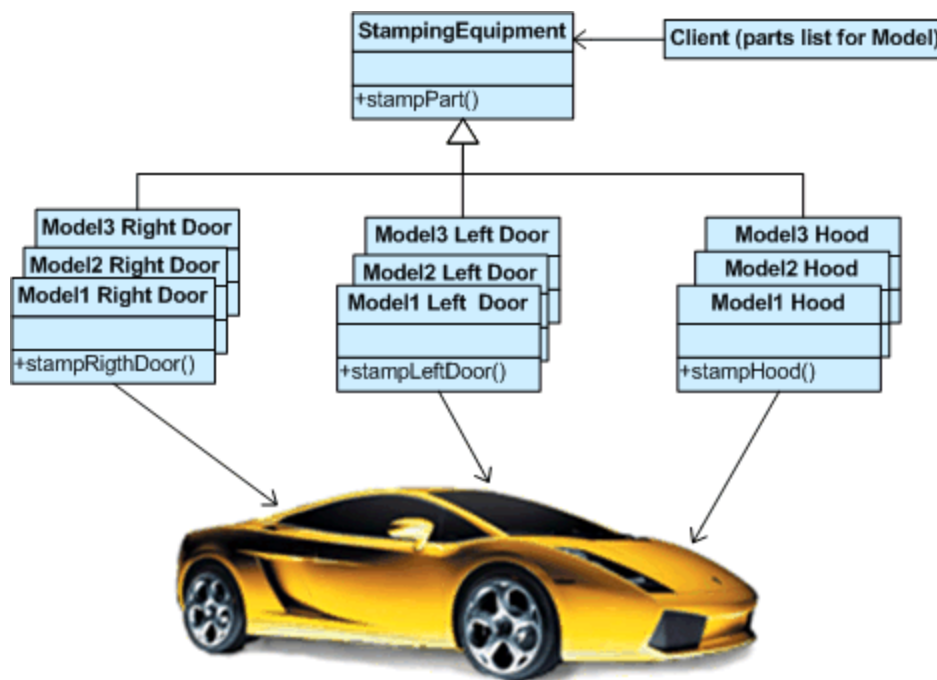 StampingEquipment
Client (parts list for Model)
+stampPart()
Model3 Right Door
Model2 Right Door
Model1 Right Door
+stampRigthDoor()
Model3 Left Door
Model2 Left Door
Model1 Left Door
+stampLeftDoor()
Model3 Hood
Model2 Hood
Model1 Hood
+stampHood()